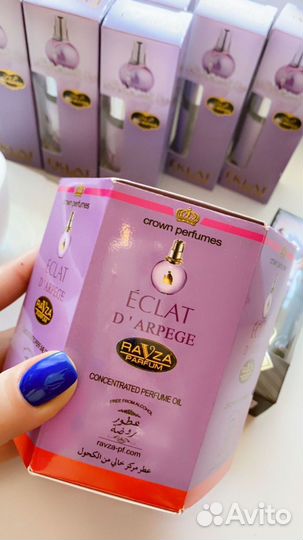 crown perfumes
ÉCLAT
D'ARPEGE
RAVZA
PARFUM
CONCENTRATED PERFUME OIL
FREE FROM ALCOHOL
عطور
روضة
ravza-pf.com
عطر مركز خالي من الكحول
ÉCLAT
Avito